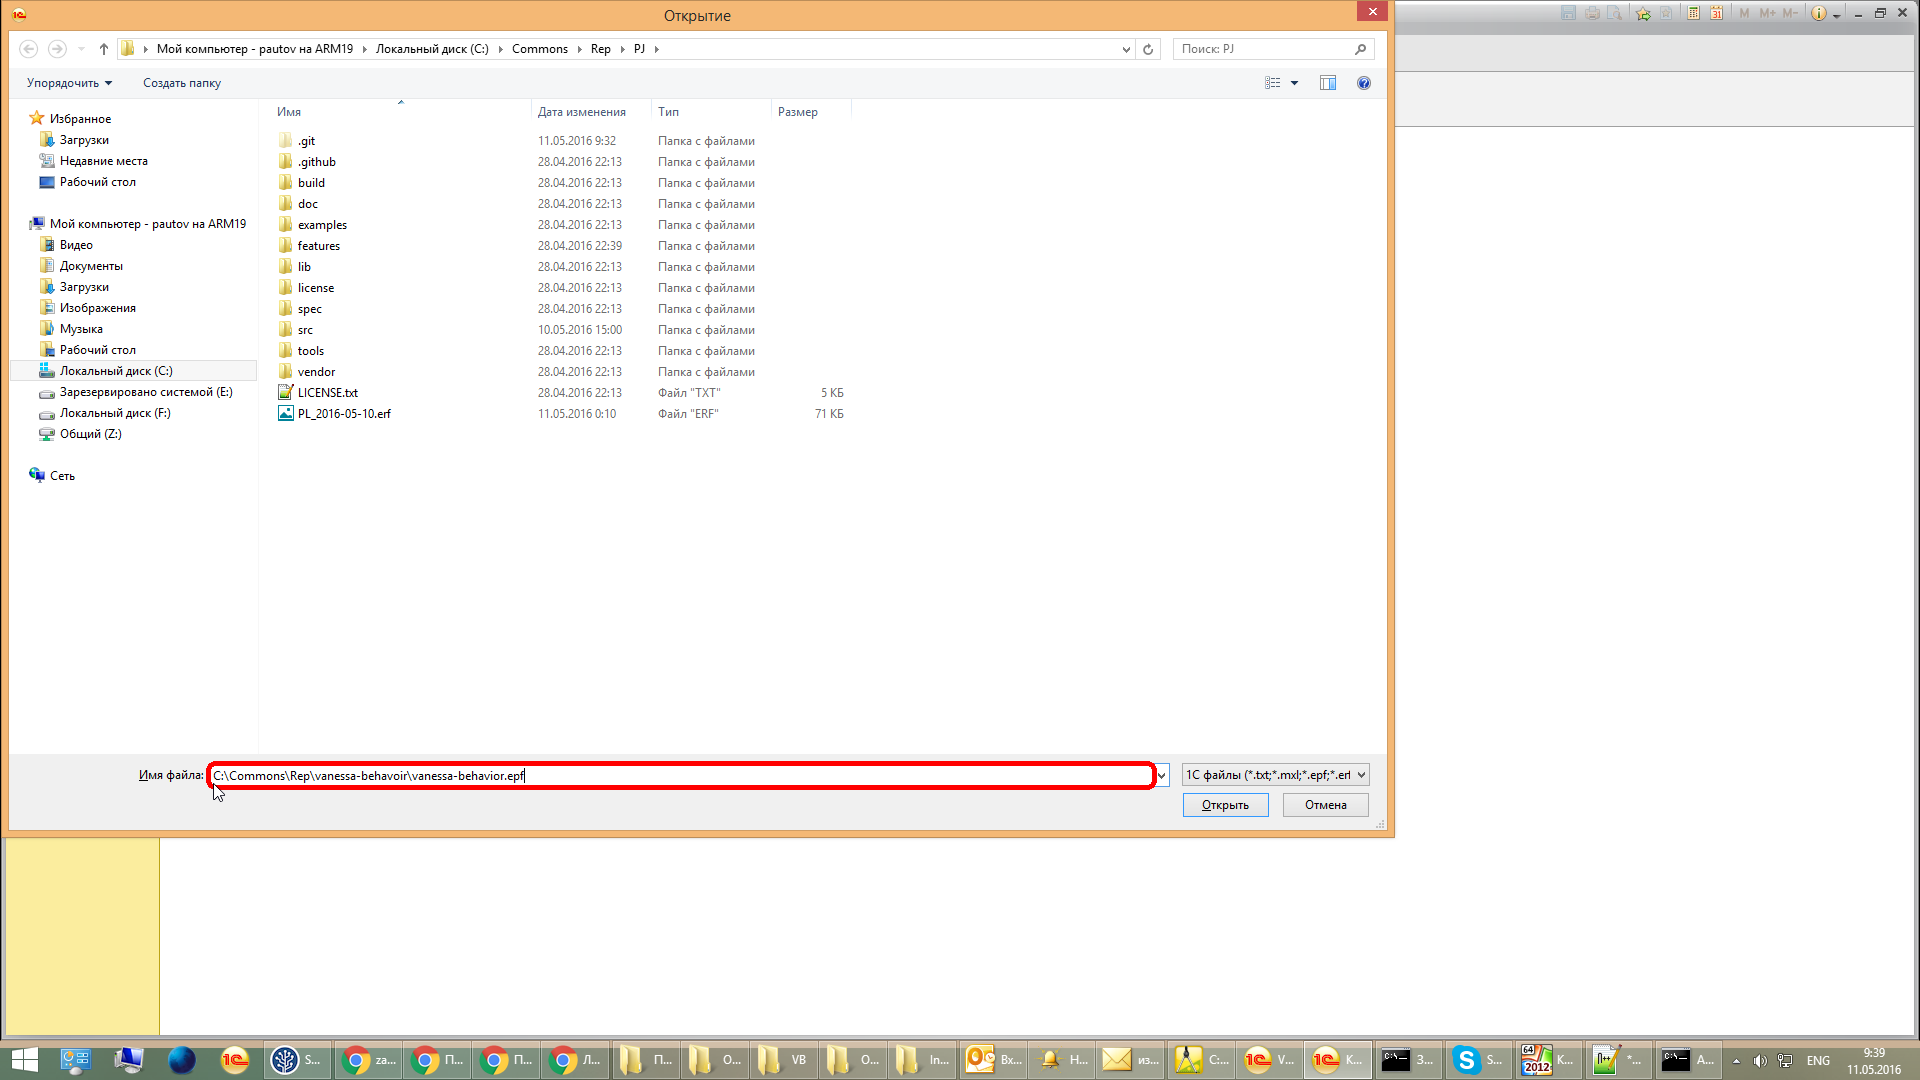 Открытие
Мой компьютер - pautov на ARM19
Локальный диск (C:)
Commons
Rep
PJ
Поиск: PJ
M M+ M-
Упорядочить
Создать папку
Имя
Дата изменения
Тип
Размер
Избранное
Загрузки
Недавние места
Рабочий стол
Мой компьютер - pautov на ARM19
Видео
Документы
Загрузки
Изображения
Музыка
Рабочий стол
Локальный диск (C:)
Зарезервировано системой (E:)
Локальный диск (F:)
Общий (Z:)
Сеть
.git 11.05.2016 9:32 Папка с файлами
.github 28.04.2016 22:13 Папка с файлами
build 28.04.2016 22:13 Папка с файлами
doc 28.04.2016 22:13 Папка с файлами
examples 28.04.2016 22:13 Папка с файлами
features 28.04.2016 22:39 Папка с файлами
lib 28.04.2016 22:13 Папка с файлами
license 28.04.2016 22:13 Папка с файлами
spec 28.04.2016 22:13 Папка с файлами
src 10.05.2016 15:00 Папка с файлами
tools 28.04.2016 22:13 Папка с файлами
vendor 28.04.2016 22:13 Папка с файлами
LICENSE.txt 28.04.2016 22:13 Файл "TXT" 5 КБ
PL_2016-05-10.erf 11.05.2016 0:10 Файл "ERF" 71 КБ
Имя файла: C:\Commons\Rep\vanessa-behavoir\vanessa-behavior.epf
1С файлы (*.txt;*.mxl;*.epf;*.erf
Открыть
Отмена
S... za... П... П... Л... П... О... VB О... In... Вх... Н... из... C:... V... К... З... S... К... *... А...
ENG
9:39
11.05.2016